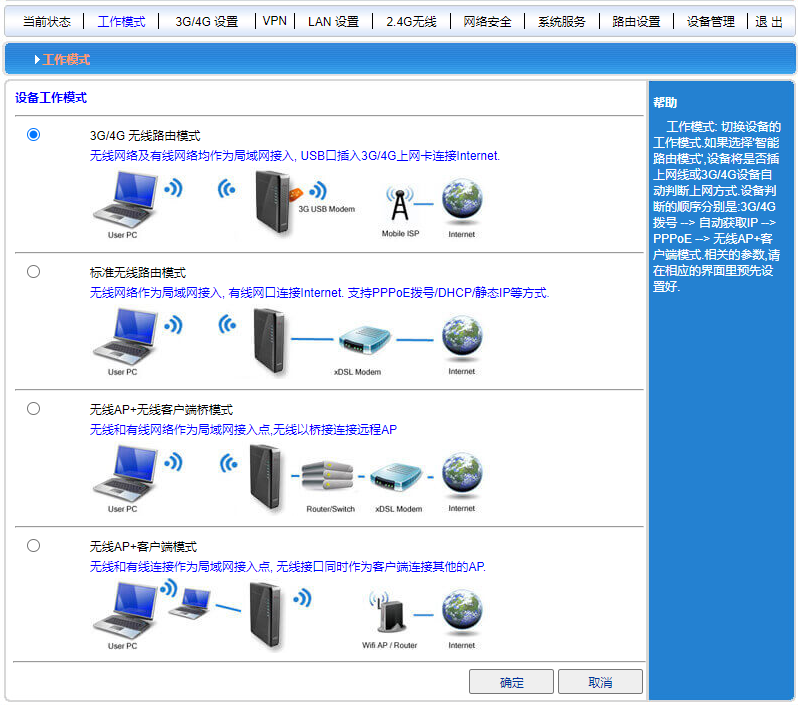 当前状态 工作模式 3G/4G 设置 VPN LAN 设置 2.4G无线 网络安全 系统服务 路由设置 设备管理 退 出
工作模式
设备工作模式
3G/4G 无线路由模式
无线网络及有线网络均作为局域网接入, USB口插入3G/4G上网卡连接Internet.
3G USB Modem
User PC Mobile ISP Internet
标准无线路由模式
无线网络作为局域网接入, 有线网口连接Internet. 支持PPPoE拨号/DHCP/静态IP等方式.
User PC xDSL Modem Internet
无线AP+无线客户端桥模式
无线和有线网络作为局域网接入点,无线以桥接连接远程AP
User PC Router/Switch xDSL Modem Internet
无线AP+客户端模式
无线和有线连接作为局域网接入点, 无线接口同时作为客户端连接其他的AP.
User PC Wifi AP / Router Internet
确定 取消
帮助
工作模式: 切换设备的
工作模式.如果选择'智能
路由模式',设备将是否插
上网线或3G/4G设备自
动判断上网方式.设备判
断的顺序分别是:3G/4G
拨号 --> 自动获取IP -->
PPPoE --> 无线AP+客
户端模式.相关的参数,请
在相应的界面里预先设
置好.